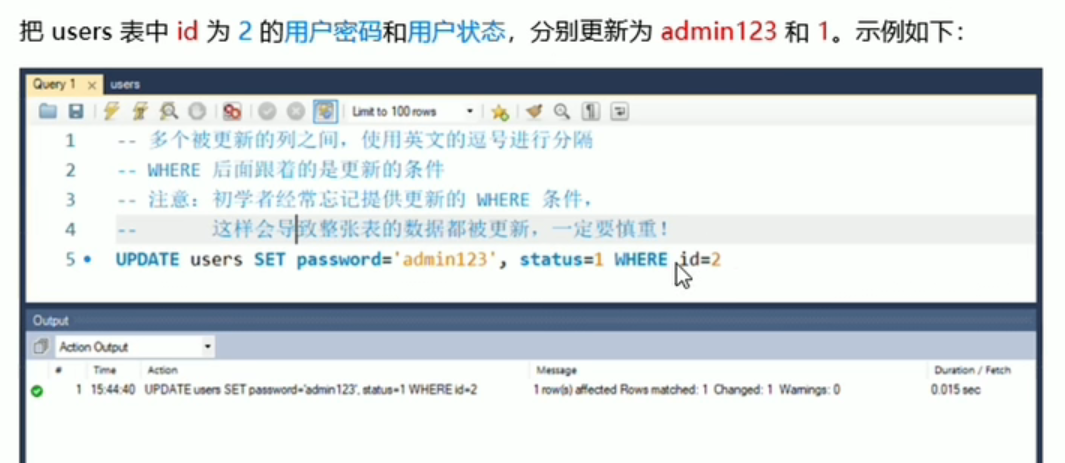 把 users 表中 id 为 2 的用户密码和用户状态，分别更新为 admin123 和 1。示例如下：
Query 1 × users
Limit to 100 rows
1 -- 多个被更新的列之间，使用英文的逗号进行分隔
2 -- WHERE 后面跟着的是更新的条件
3 -- 注意：初学者经常忘记提供更新的 WHERE 条件，
4 -- 这样会导致整张表的数据都被更新，一定要慎重！
5 UPDATE users SET password='admin123', status=1 WHERE id=2
Output
Action Output
# Time Action Message Duration / Fetch
1 15:44:40 UPDATE users SET password='admin123', status=1 WHERE id=2 1 row(s) affected Rows matched: 1 Changed: 1 Warnings: 0 0.015 sec